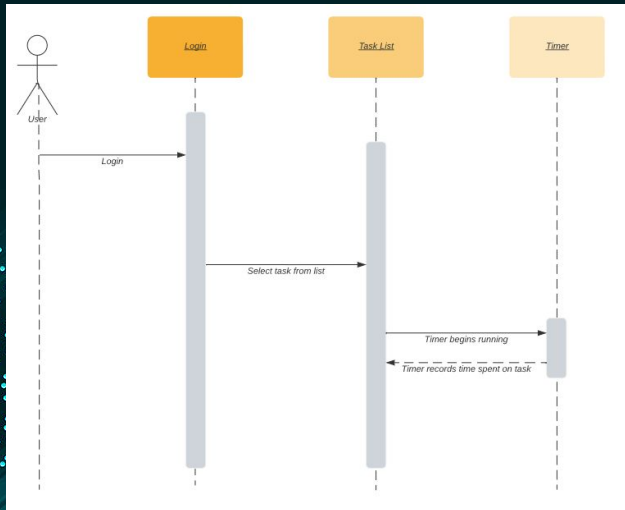 Login
Task List
Timer
User
Login
Select task from list
Timer begins running
Timer records time spent on task